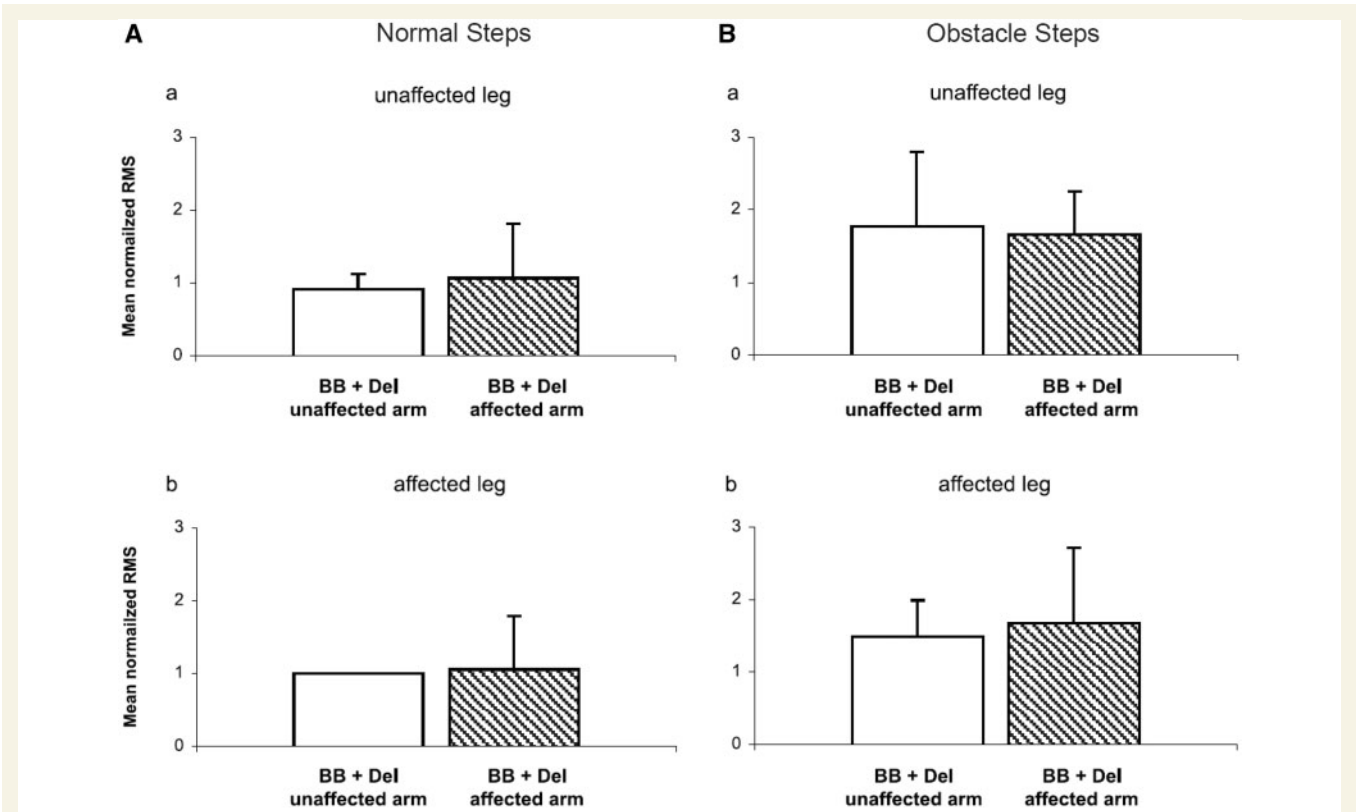 A Normal Steps
B Obstacle Steps
a unaffected leg
Mean normailzed RMS
3
2
1
0
BB + Del
unaffected arm
BB + Del
affected arm
a unaffected leg
3
2
1
0
BB + Del
unaffected arm
BB + Del
affected arm
b affected leg
Mean normailzed RMS
3
2
1
0
BB + Del
unaffected arm
BB + Del
affected arm
b affected leg
3
2
1
0
BB + Del
unaffected arm
BB + Del
affected arm